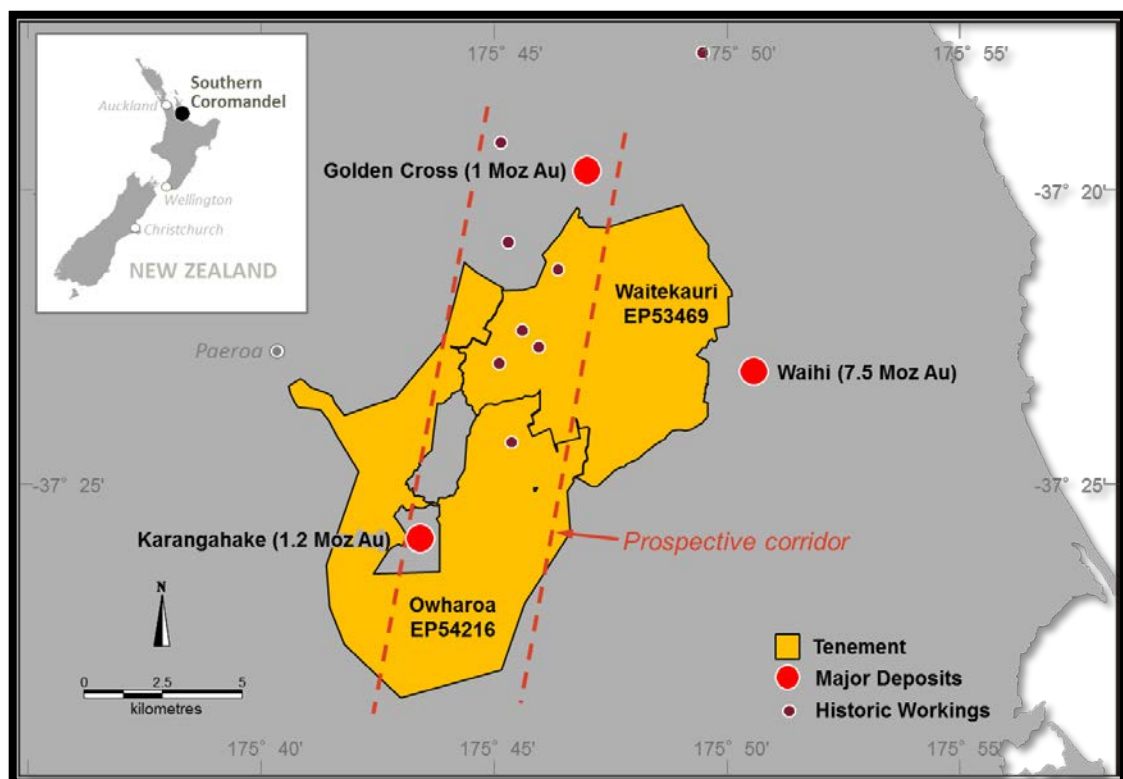 175° 45'
175° 50'
175° 55'
Southern
Coromandel
Auckland
Wellington
Christchurch
NEW ZEALAND
Golden Cross (1 Moz Au)
-37° 20'
Waitekauri
EP53469
Paeroa
Waihi (7.5 Moz Au)
-37° 25'
-37° 25'
Karangahake (1.2 Moz Au)
Prospective corridor
Owharoa
EP54216
N
0 2.5 5
kilometres
Tenement
Major Deposits
Historic Workings
175° 40'
175° 45'
175° 50'
175° 55'